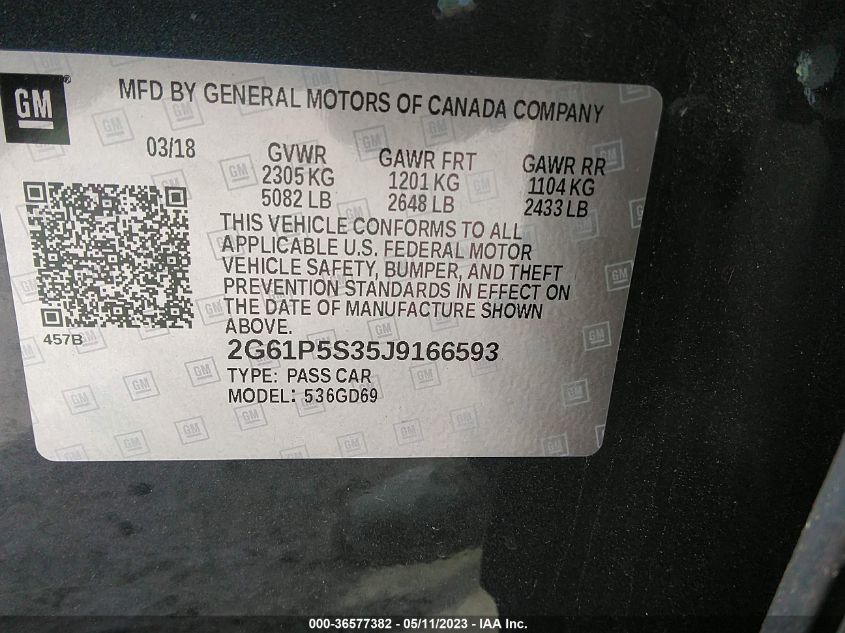 GM
MFD BY GENERAL MOTORS OF CANADA COMPANY
03/18
GVWR
2305 KG
5082 LB
GAWR FRT
1201 KG
2648 LB
GAWR RR
1104 KG
2433 LB
THIS VEHICLE CONFORMS TO ALL
APPLICABLE U.S. FEDERAL MOTOR
VEHICLE SAFETY, BUMPER, AND THEFT
PREVENTION STANDARDS IN EFFECT ON
THE DATE OF MANUFACTURE SHOWN
ABOVE.
457B
2G61P5S35J9166593
TYPE: PASS CAR
MODEL: 536GD69
000-36577382 - 05/11/2023 - IAA Inc.